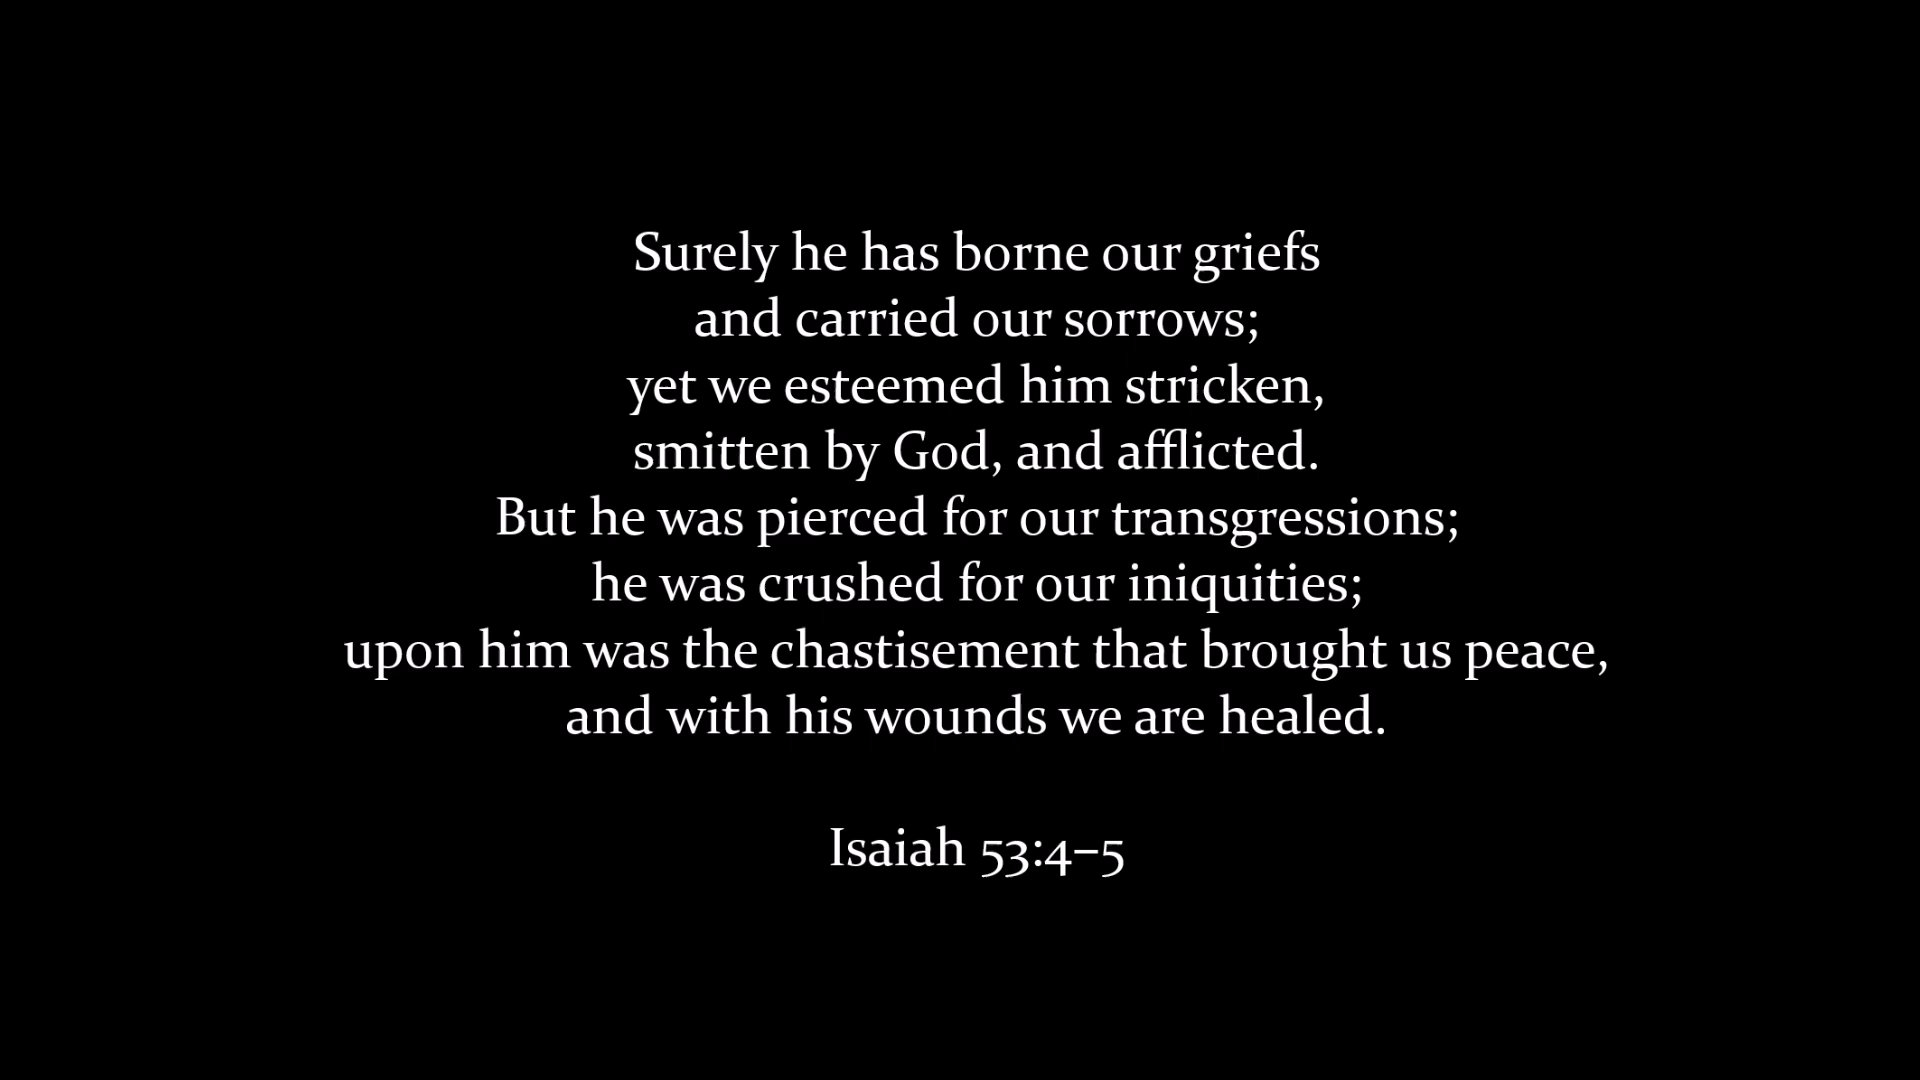 Surely he has borne our griefs
and carried our sorrows;
yet we esteemed him stricken,
smitten by God, and afflicted.
But he was pierced for our transgressions;
he was crushed for our iniquities;
upon him was the chastisement that brought us peace,
and with his wounds we are healed.
Isaiah 53:4–5